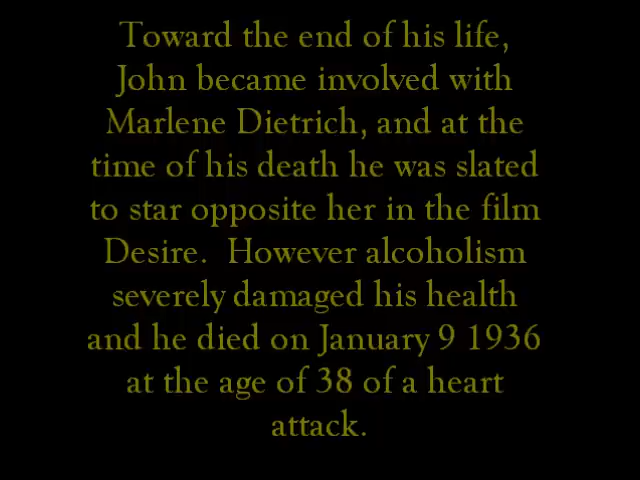 Toward the end of his life,
John became involved with
Marlene Dietrich, and at the
time of his death he was slated
to star opposite her in the film
Desire.  However alcoholism
severely damaged his health
and he died on January 9 1936
at the age of 38 of a heart
attack.